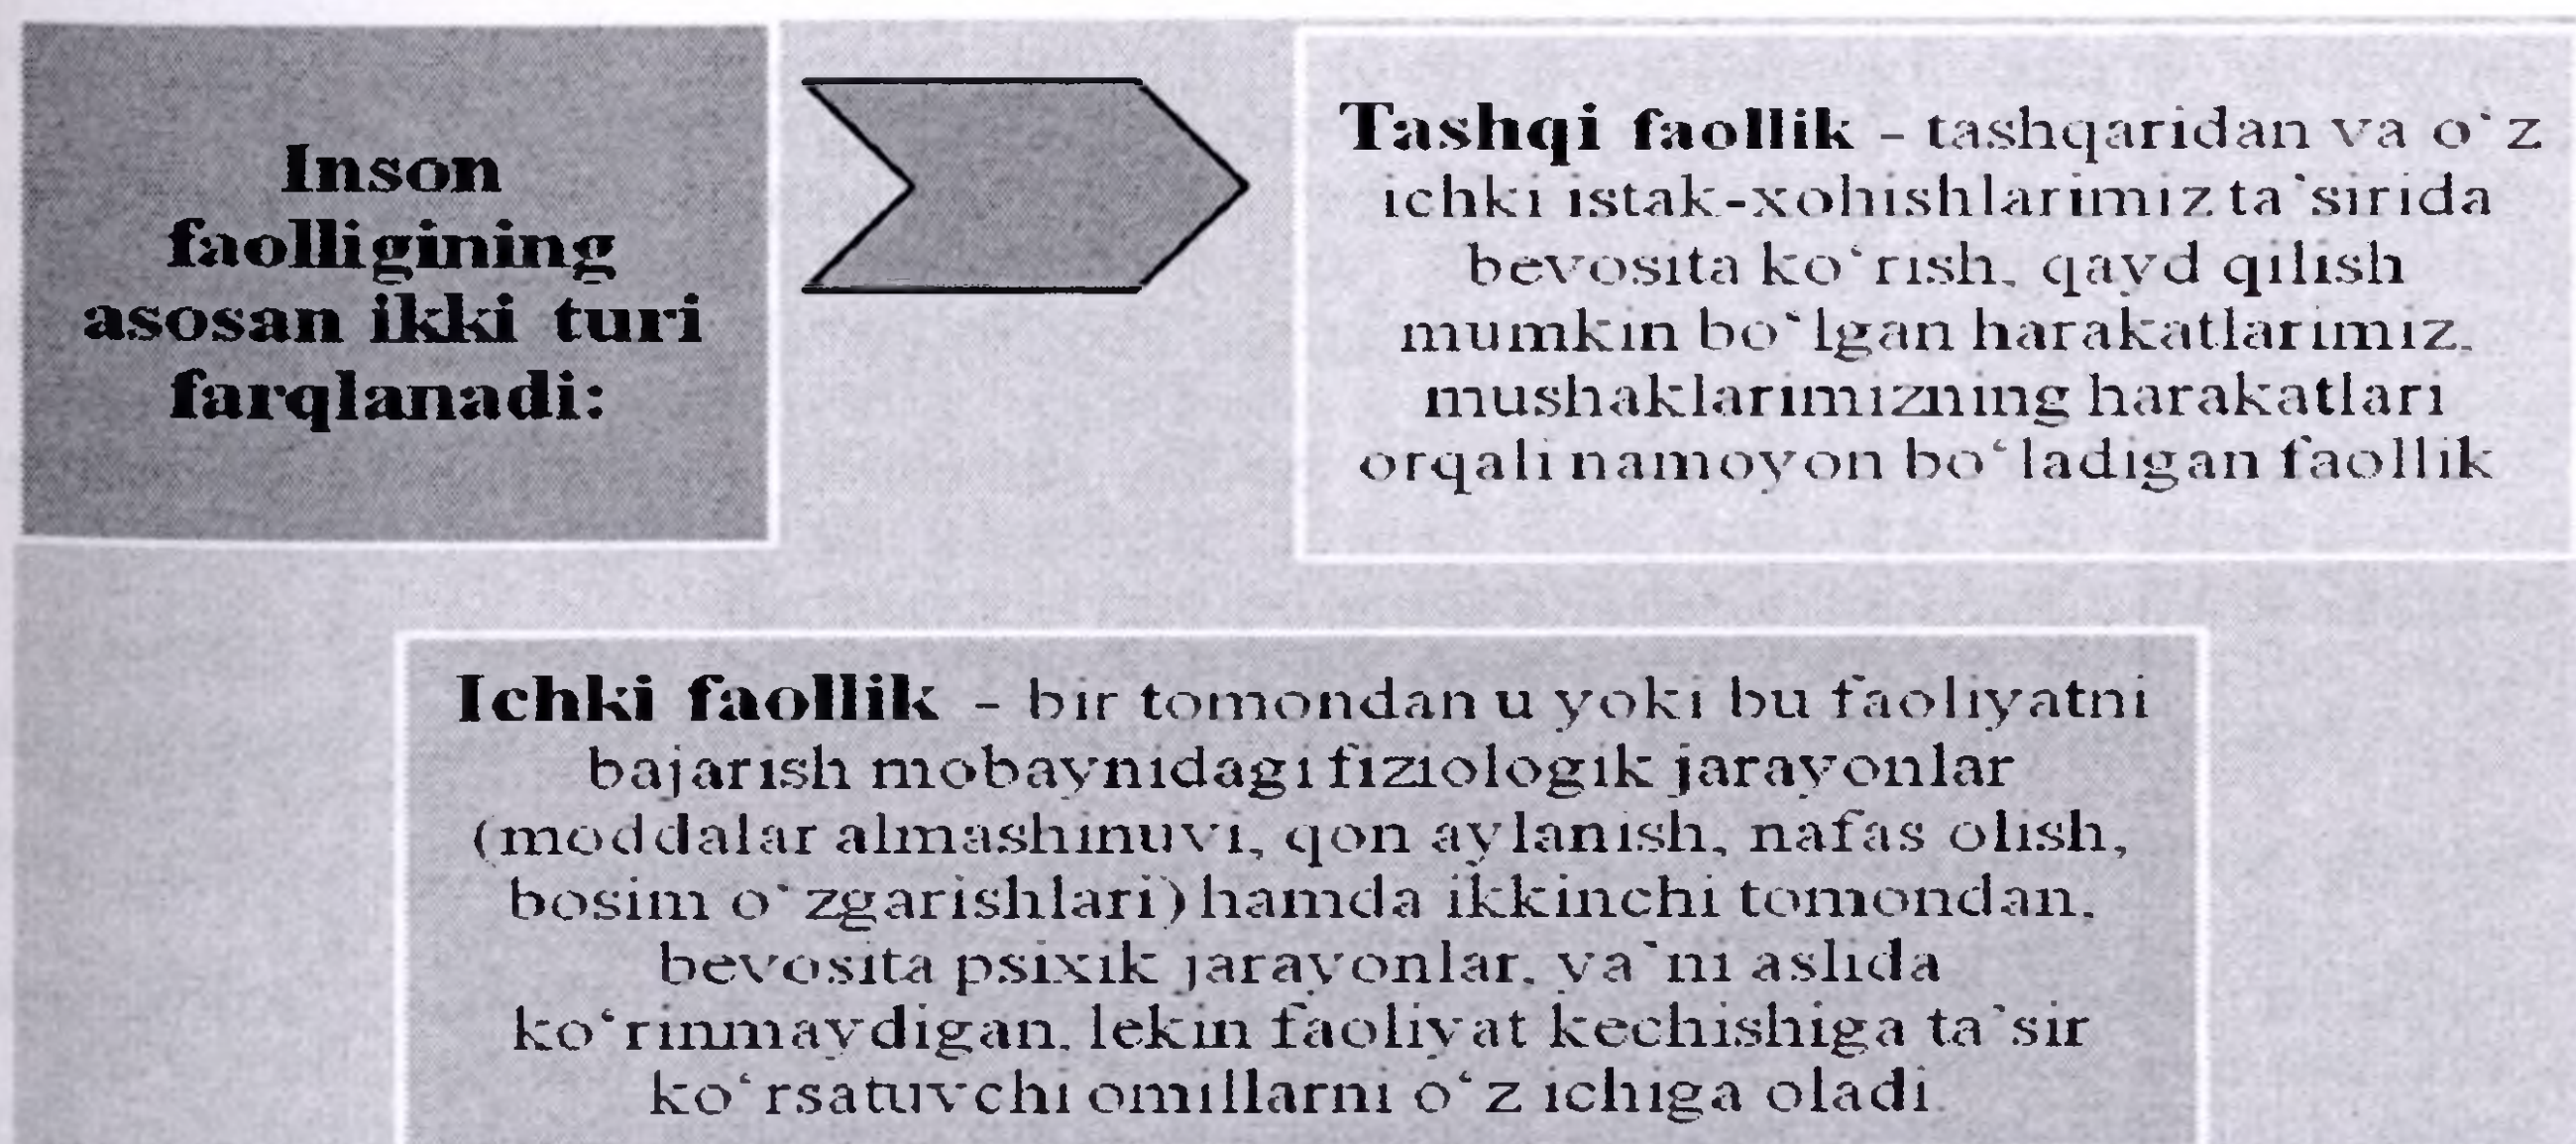 Inson
faolligining
asosan ikki turi
farqlanadi:
Tashqi faollik - tashqaridan va o‘z
ichki istak-xohishlarimiz ta`sirida
bevosita ko‘rish, qayd qilish
mumkin bo‘lgan harakatlarimiz,
mushaklarimizning harakatlari
orqali namoyon bo‘ladigan faollik
Ichki faollik - bir tomondan u yoki bu faoliyatni
bajarish mobaynidagi fiziologik jarayonlar
(moddalar almashinuvi, qon aylanish, nafas olish,
bosim o‘zgarishlari) hamda ikkinchi tomondan,
bevosita psixik jarayonlar, ya`ni aslida
ko‘rinmaydigan, lekin faoliyat kechishiga ta`sir
ko‘rsatuvchi omillarni o‘z ichiga oladi.